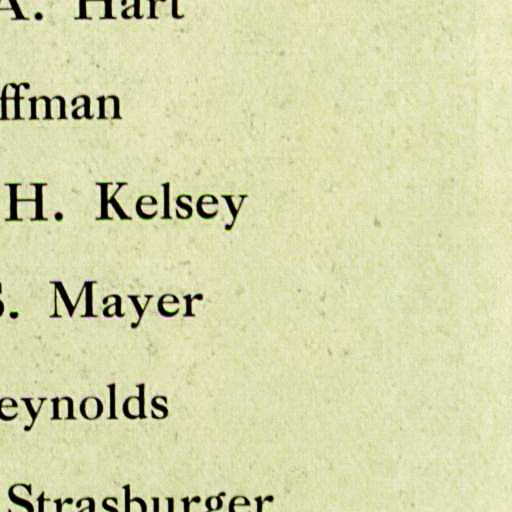 A. Hart
ffman
H. Kelsey
S. Mayer
eynolds
Strasburger